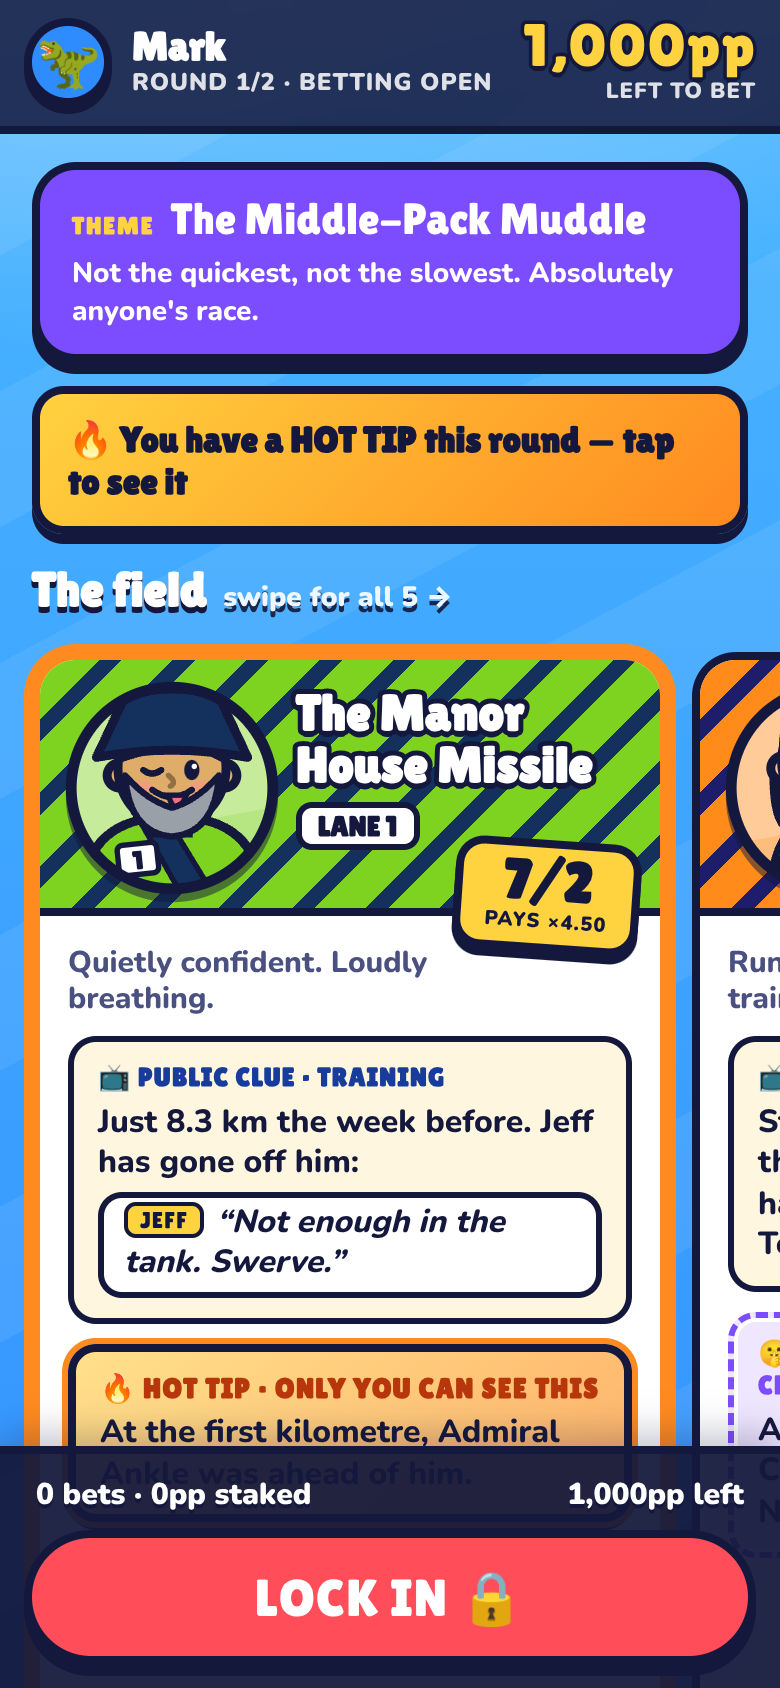 Mark
ROUND 1/2 · BETTING OPEN
1,000pp
LEFT TO BET
THEME The Middle-Pack Muddle
Not the quickest, not the slowest. Absolutely
anyone's race.
🔥 You have a HOT TIP this round — tap
to see it
The field swipe for all 5 →
The Manor
House Missile
LANE 1
1
7/2
PAYS ×4.50
Quietly confident. Loudly
breathing.
📺 PUBLIC CLUE · TRAINING
Just 8.3 km the week before. Jeff
has gone off him:
JEFF “Not enough in the
tank. Swerve.”
🔥 HOT TIP · ONLY YOU CAN SEE THIS
At the first kilometre, Admiral
Ankle was ahead of him.
0 bets · 0pp staked
1,000pp left
LOCK IN 🔒